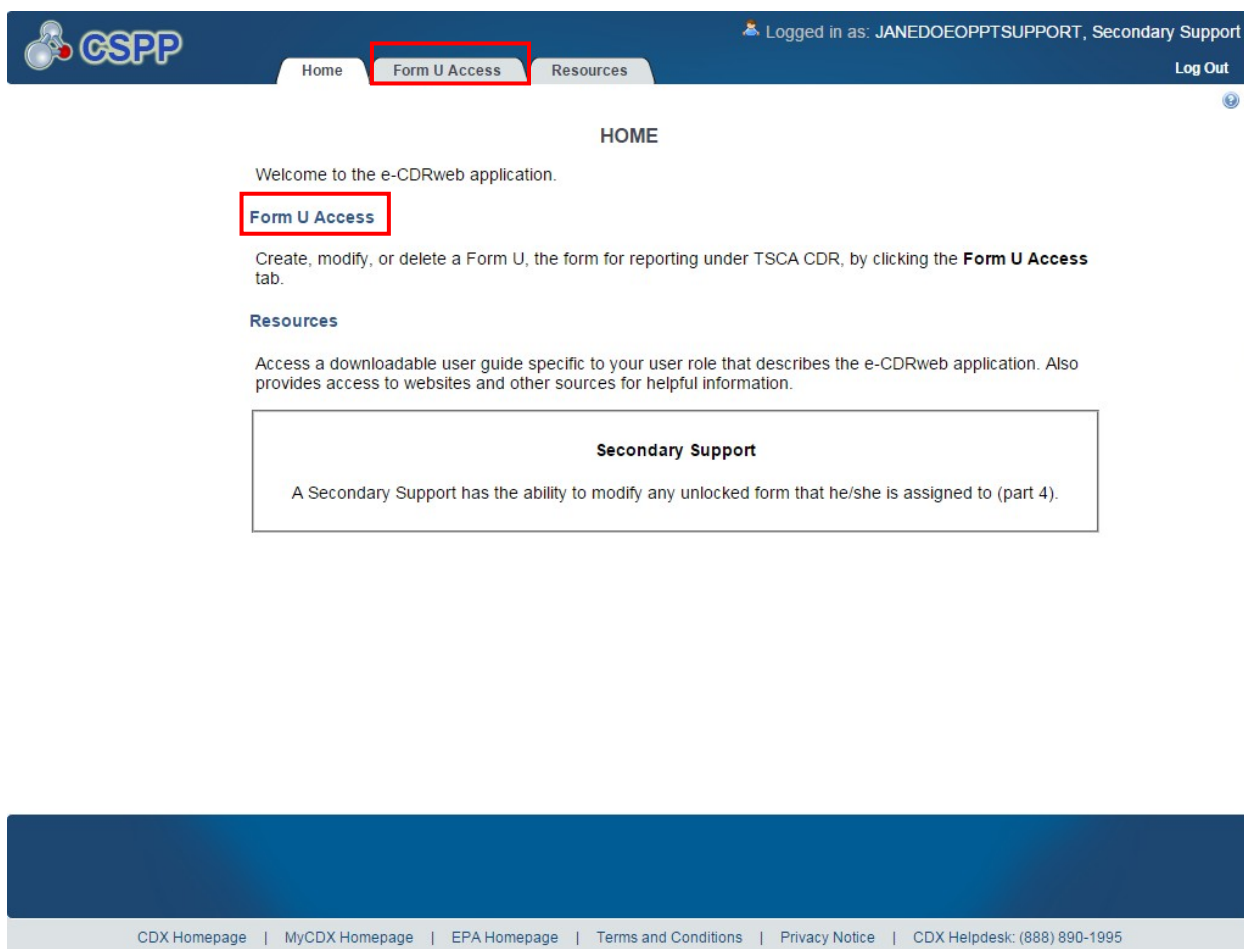 CSPP
Logged in as: JANEDOEOPPTSUPPORT, Secondary Support
Home Form U Access Resources Log Out
HOME
Welcome to the e-CDRweb application.
Form U Access
Create, modify, or delete a Form U, the form for reporting under TSCA CDR, by clicking the Form U Access
tab.
Resources
Access a downloadable user guide specific to your user role that describes the e-CDRweb application. Also
provides access to websites and other sources for helpful information.
Secondary Support
A Secondary Support has the ability to modify any unlocked form that he/she is assigned to (part 4).
CDX Homepage | MyCDX Homepage | EPA Homepage | Terms and Conditions | Privacy Notice | CDX Helpdesk: (888) 890-1995